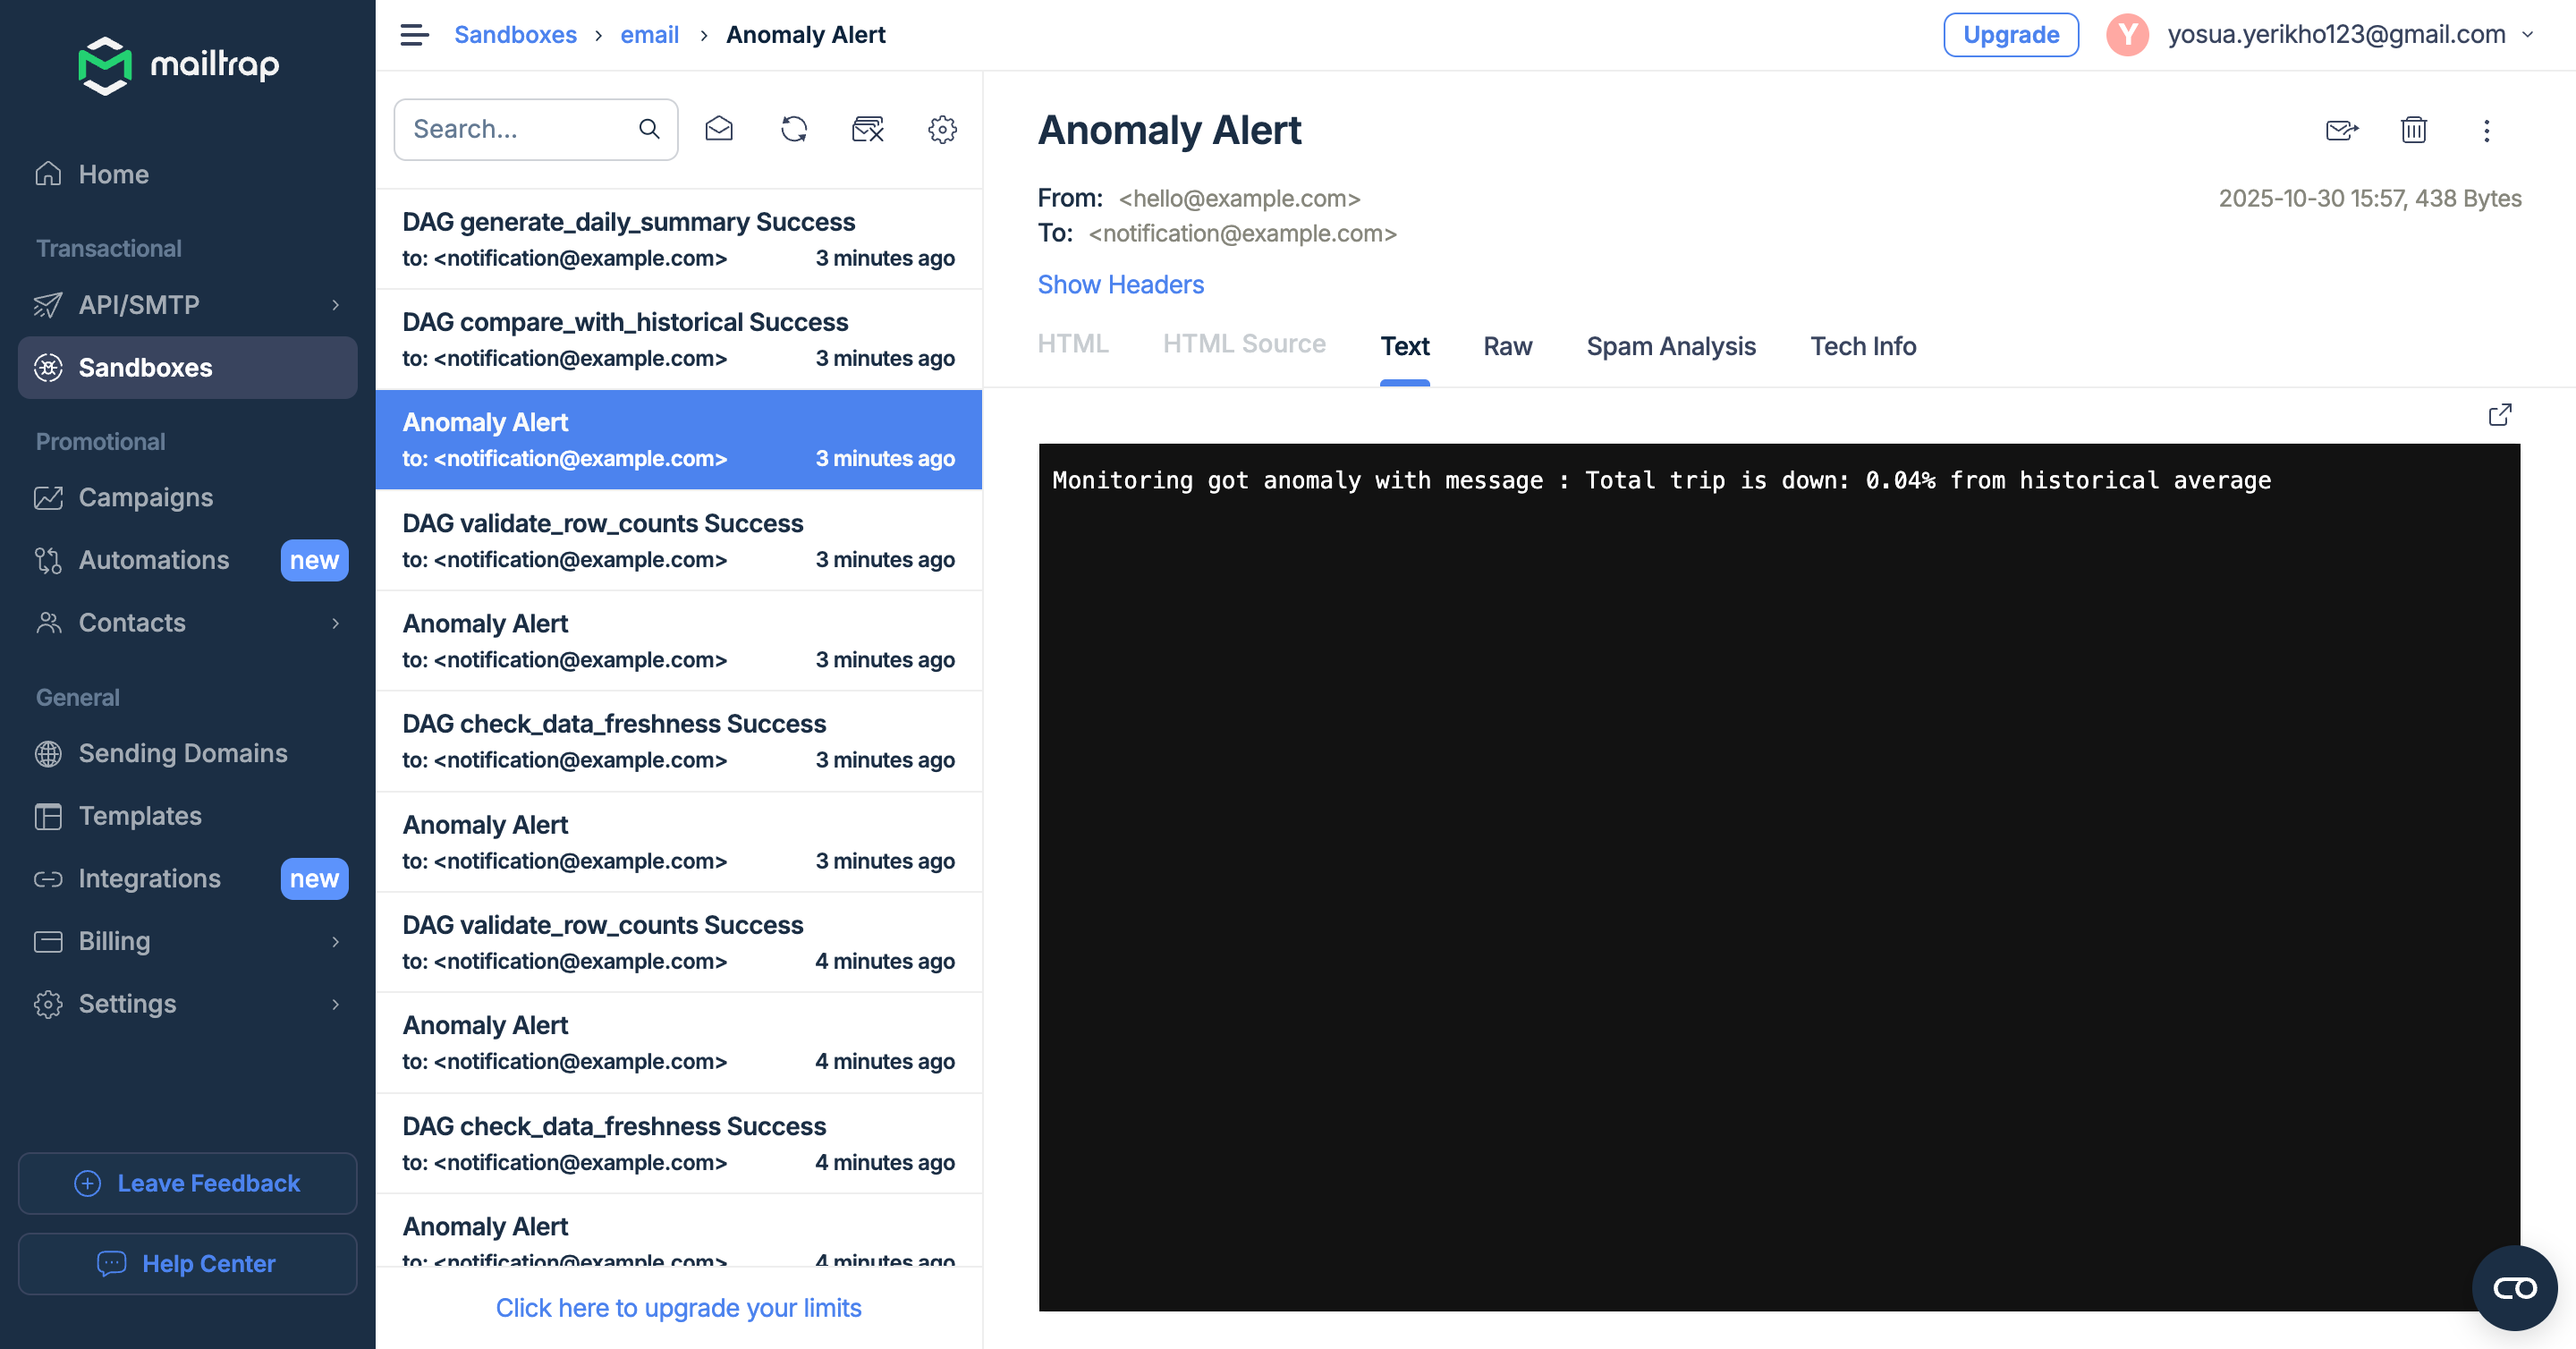 mailtrap
Home
Transactional
API/SMTP
Sandboxes
Promotional
Campaigns
Automations new
Contacts
General
Sending Domains
Templates
Integrations new
Billing
Settings
Leave Feedback
Help Center
Sandboxes › email › Anomaly Alert
Upgrade
Y
yosua.yerikho123@gmail.com
Search...
DAG generate_daily_summary Success
to: <notification@example.com> 3 minutes ago
DAG compare_with_historical Success
to: <notification@example.com> 3 minutes ago
Anomaly Alert
to: <notification@example.com> 3 minutes ago
DAG validate_row_counts Success
to: <notification@example.com> 3 minutes ago
Anomaly Alert
to: <notification@example.com> 3 minutes ago
DAG check_data_freshness Success
to: <notification@example.com> 3 minutes ago
Anomaly Alert
to: <notification@example.com> 3 minutes ago
DAG validate_row_counts Success
to: <notification@example.com> 4 minutes ago
Anomaly Alert
to: <notification@example.com> 4 minutes ago
DAG check_data_freshness Success
to: <notification@example.com> 4 minutes ago
Anomaly Alert
to: <notification@example.com> 4 minutes ago
Click here to upgrade your limits
Anomaly Alert
From: <hello@example.com>
2025-10-30 15:57, 438 Bytes
To: <notification@example.com>
Show Headers
HTML HTML Source Text Raw Spam Analysis Tech Info
Monitoring got anomaly with message : Total trip is down: 0.04% from historical average